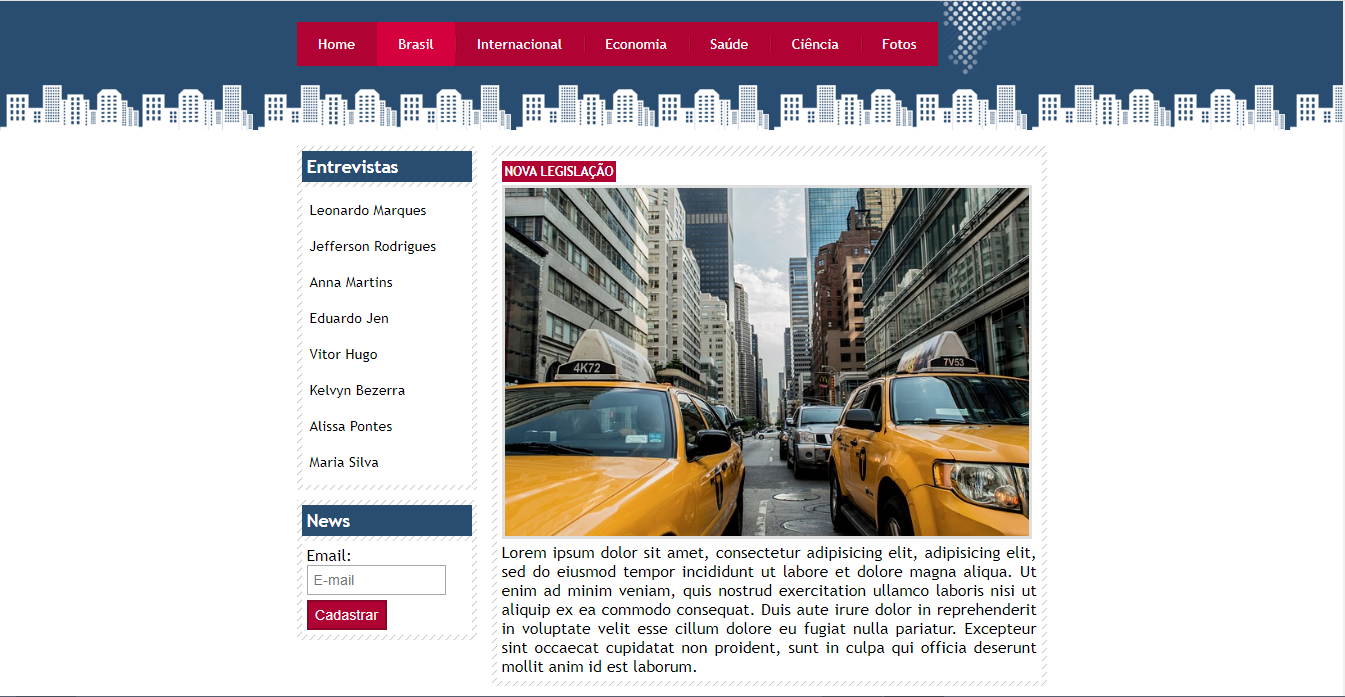 Home Brasil Internacional Economia Saúde Ciência Fotos
Entrevistas
Leonardo Marques
Jefferson Rodrigues
Anna Martins
Eduardo Jen
Vitor Hugo
Kelvyn Bezerra
Alissa Pontes
Maria Silva
News
Email:
E-mail
Cadastrar
NOVA LEGISLAÇÃO
4K72
7V53
Lorem ipsum dolor sit amet, consectetur adipisicing elit, adipisicing elit,
sed do eiusmod tempor incididunt ut labore et dolore magna aliqua. Ut
enim ad minim veniam, quis nostrud exercitation ullamco laboris nisi ut
aliquip ex ea commodo consequat. Duis aute irure dolor in reprehenderit
in voluptate velit esse cillum dolore eu fugiat nulla pariatur. Excepteur
sint occaecat cupidatat non proident, sunt in culpa qui officia deserunt
mollit anim id est laborum.